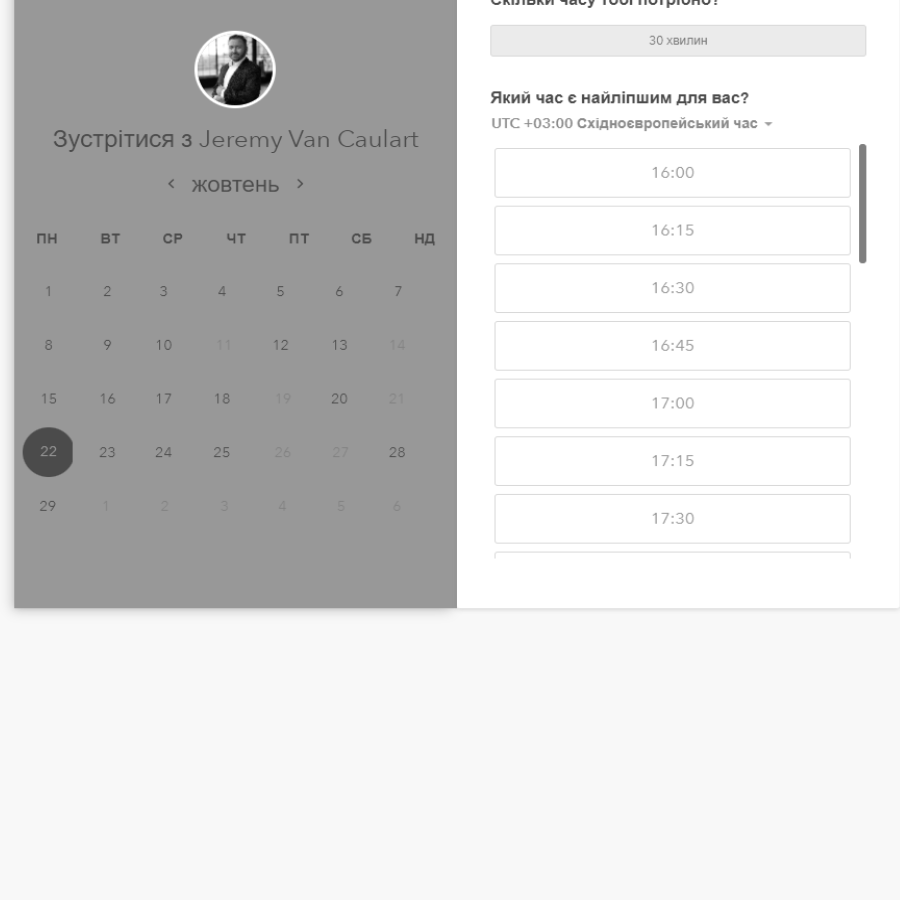 Зустрітися з Jeremy Van Caulart
жовтень
ПН ВТ СР ЧТ ПТ СБ НД
1 2 3 4 5 6 7
8 9 10 11 12 13 14
15 16 17 18 19 20 21
22 23 24 25 26 27 28
29 1 2 3 4 5 6
Скільки часу тобі потрібно?
30 хвилин
Який час є найліпшим для вас?
UTC +03:00 Східноєвропейський час
16:00
16:15
16:30
16:45
17:00
17:15
17:30